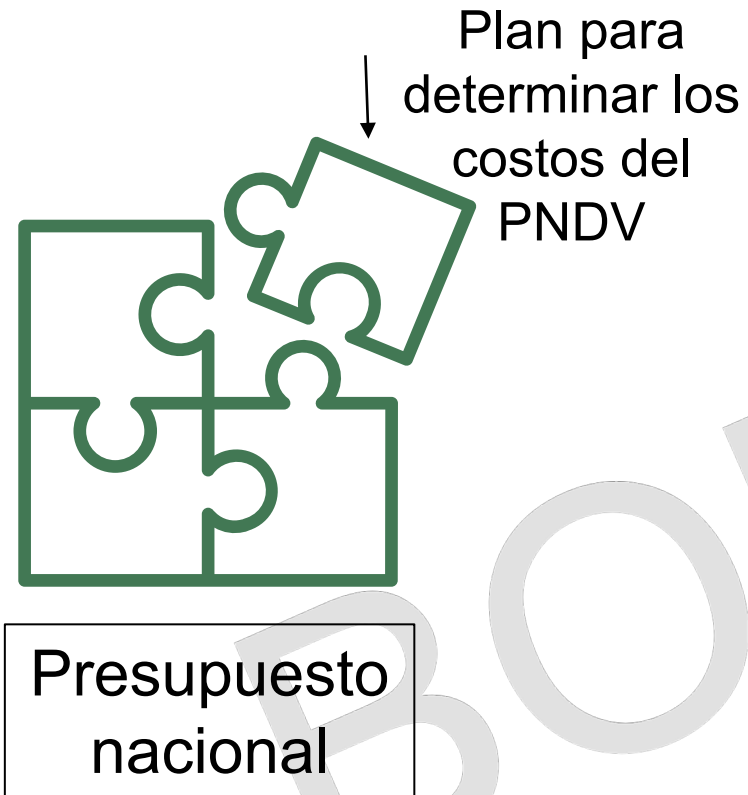 Plan para
determinar los
costos del
PNDV
Presupuesto
nacional